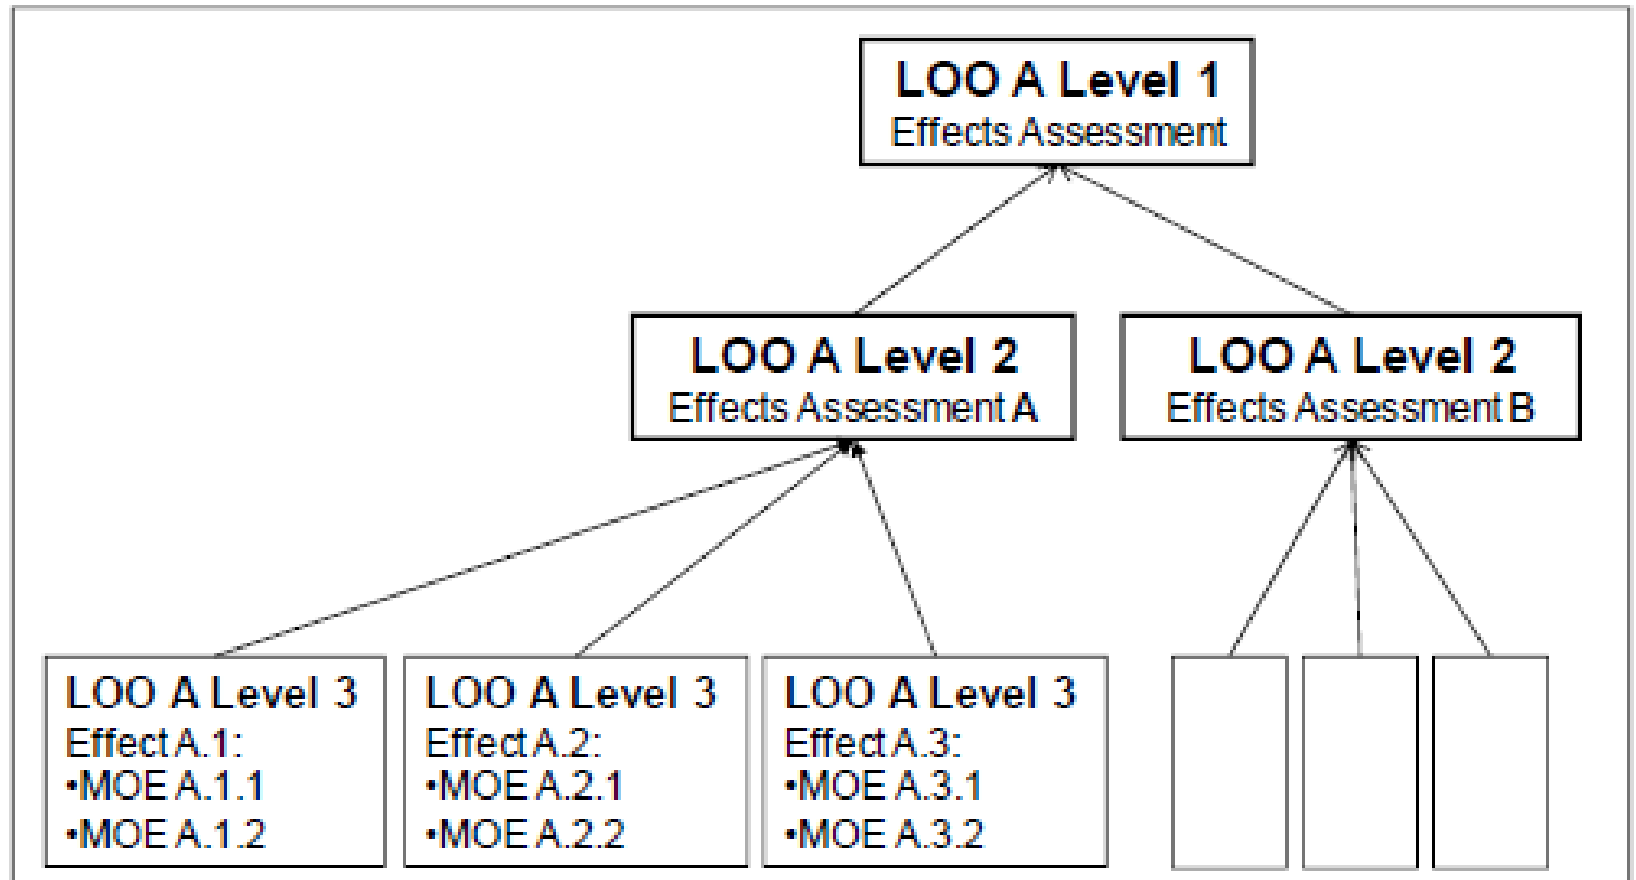 LOO A Level 1
Effects Assessment
LOO A Level 2
Effects Assessment A
LOO A Level 2
Effects Assessment B
LOO A Level 3
Effect A.1:
•MOE A.1.1
•MOE A.1.2
LOO A Level 3
Effect A.2:
•MOE A.2.1
•MOE A.2.2
LOO A Level 3
Effect A.3:
•MOE A.3.1
•MOE A.3.2